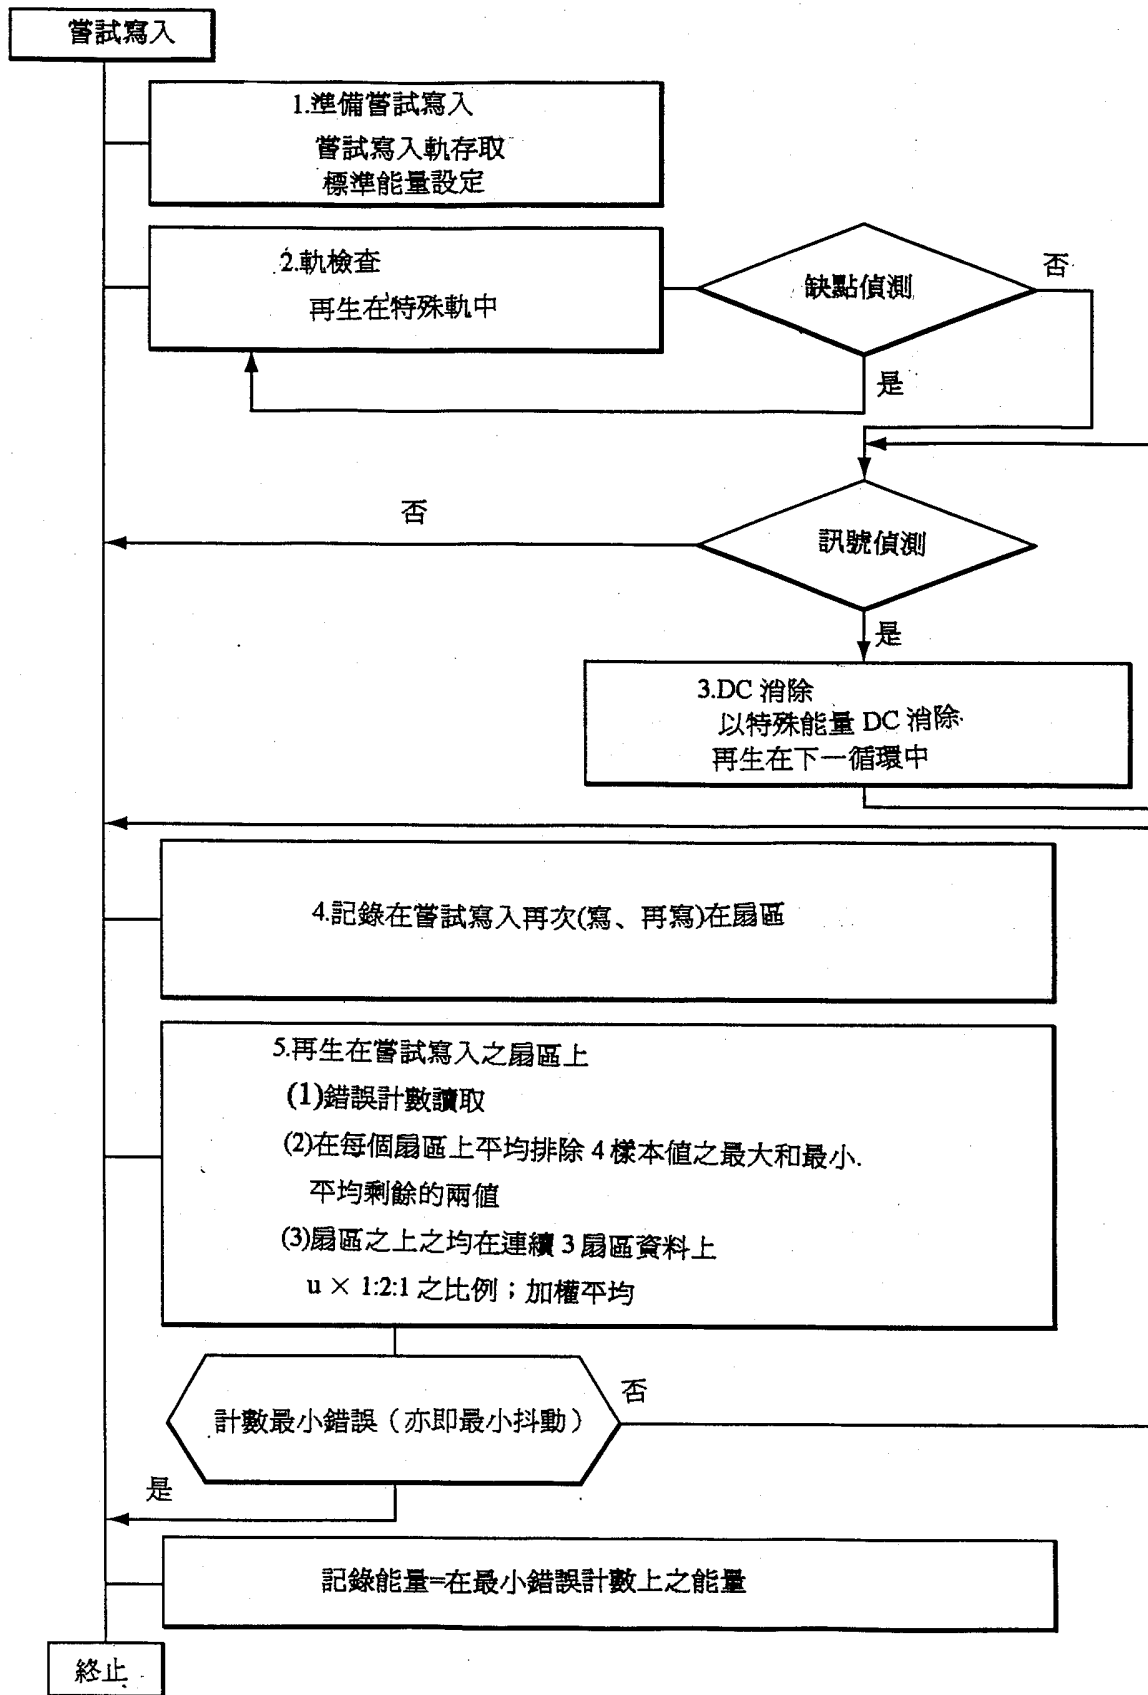 嘗試寫入
1.準備嘗試寫入
嘗試寫入軌存取
標準能量設定
2.軌檢查
再生在特殊軌中
缺點偵測
否
是
訊號偵測
否
是
3.DC 消除
以特殊能量 DC 消除
再生在下一循環中
4.記錄在嘗試寫入再次(寫、再寫)在扇區
5.再生在嘗試寫入之扇區上
(1)錯誤計數讀取
(2)在每個扇區上平均排除 4 樣本值之最大和最小.
平均剩餘的兩值
(3)扇區之上之均在連續 3 扇區資料上
u × 1:2:1 之比例；加權平均
計數最小錯誤（亦即最小抖動）
否
是
記錄能量=在最小錯誤計數上之能量
終止